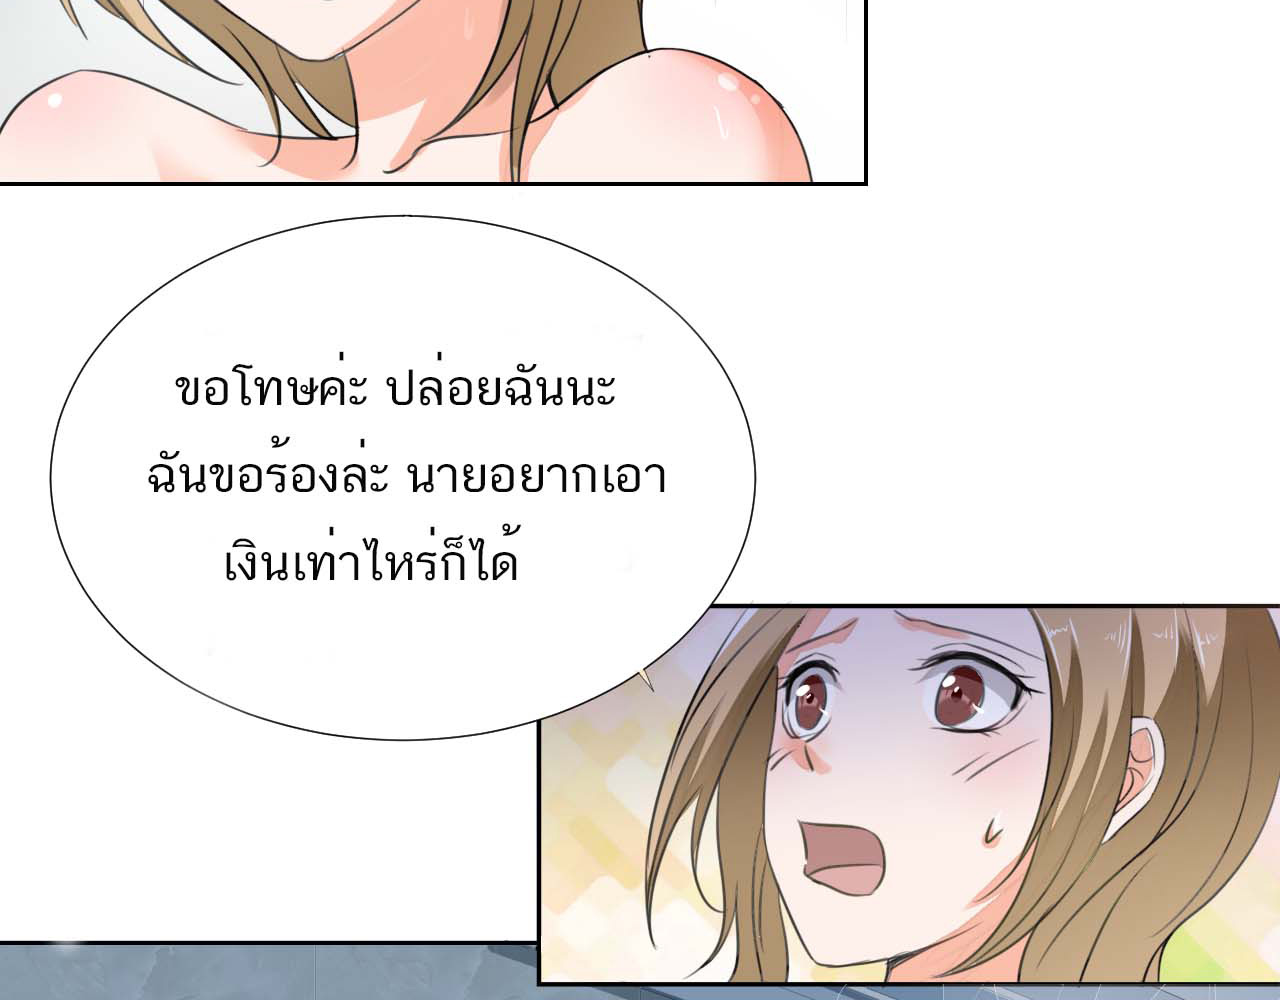 ขอโทษค่ะ ปล่อยฉันนะ
ฉันขอร้องล่ะ นายอยากเอา
เงินเท่าไหร่ก็ได้